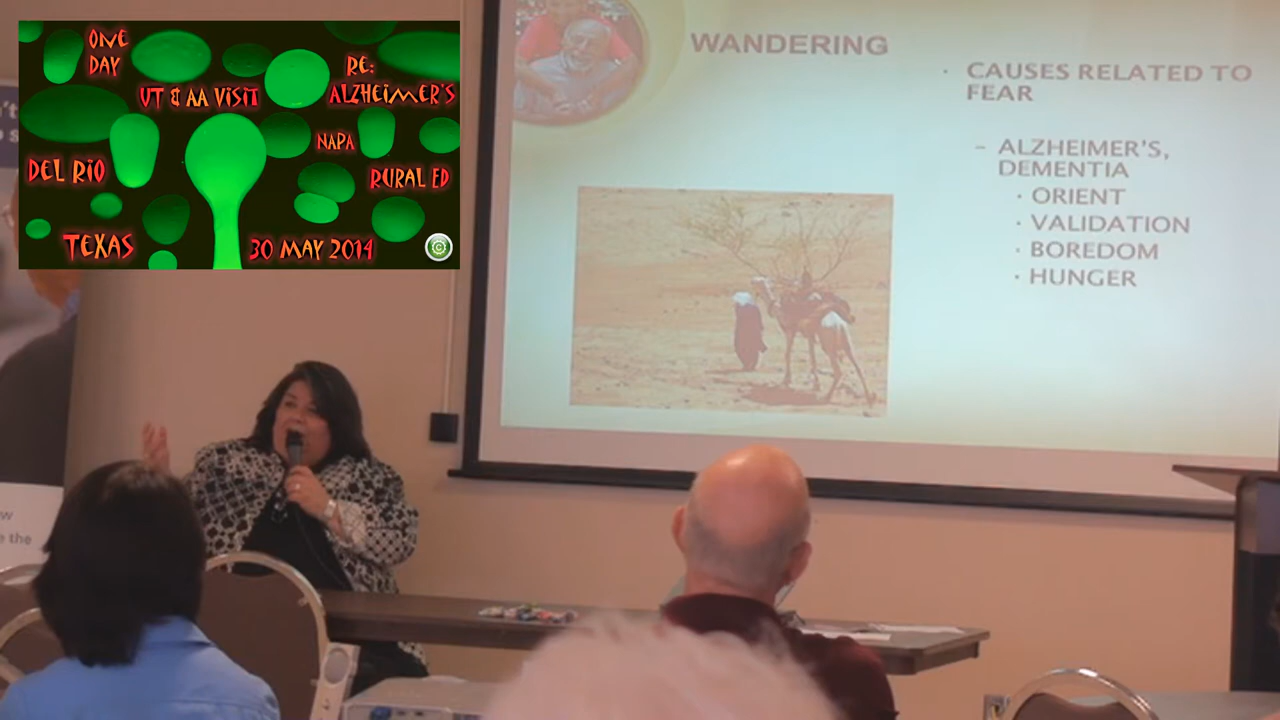 ONE
DAY
UT & AA VISIT
RE:
ALZHEIMER'S
NAPA
DEL RIO
RURAL ED
TEXAS
30 MAY 2014
©
WANDERING
· CAUSES RELATED TO
FEAR
– ALZHEIMER'S,
DEMENTIA
· ORIENT
· VALIDATION
· BOREDOM
· HUNGER
e the